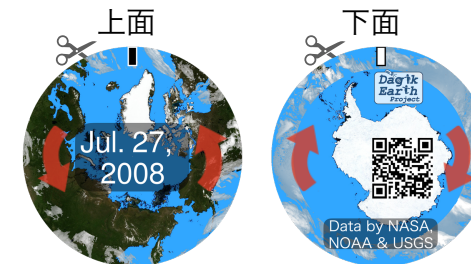 上面
下面
Jul. 27,
2008
Dagik
Earth
Project
Data by NASA,
NOAA & USGS